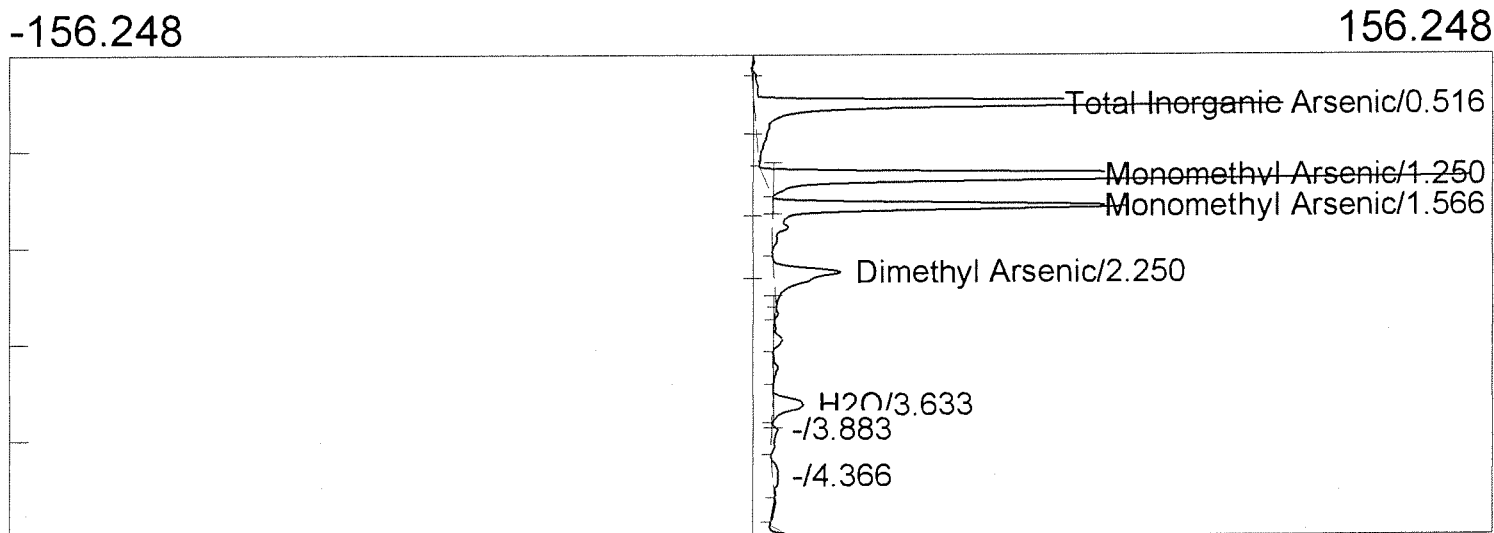 -156.248 156.248
Total Inorganic Arsenic/0.516
Monomethyl Arsenic/1.250
Monomethyl Arsenic/1.566
Dimethyl Arsenic/2.250
H2O/3.633
-/3.883
-/4.366